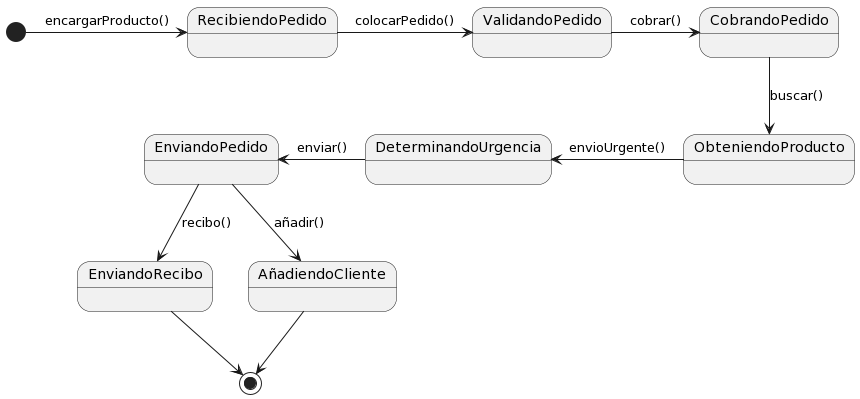 encargarProducto()
RecibiendoPedido
colocarPedido()
ValidandoPedido
cobrar()
CobrandoPedido
buscar()
EnviandoPedido
enviar()
DeterminandoUrgencia
envioUrgente()
ObteniendoProducto
recibo()
añadir()
EnviandoRecibo
AñadiendoCliente